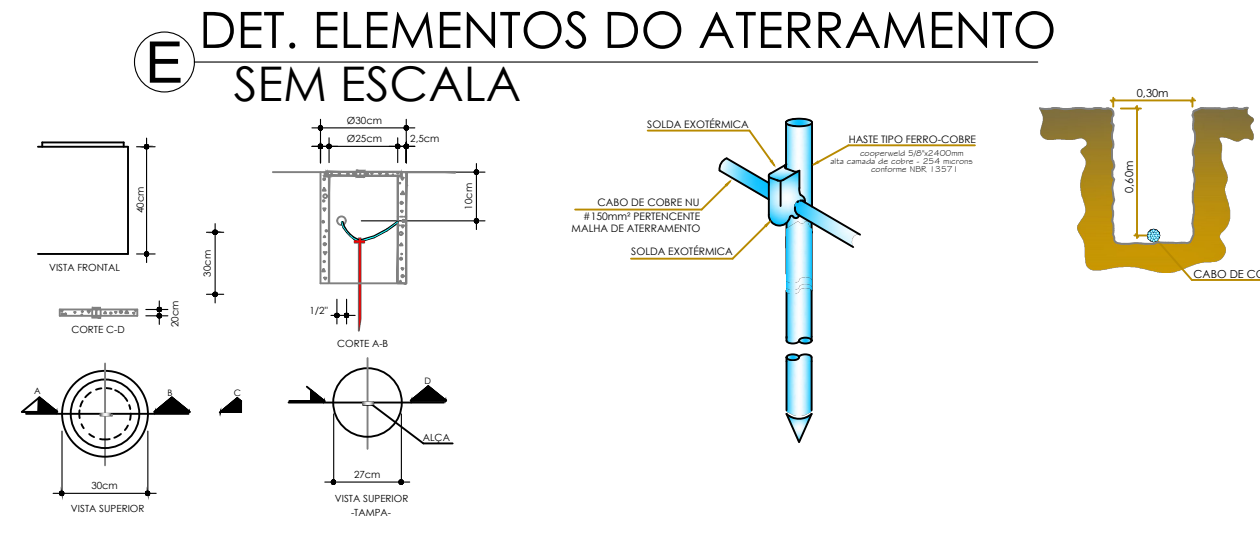 E
DET. ELEMENTOS DO ATERRAMENTO
SEM ESCALA
40cm
VISTA FRONTAL
20cm
CORTE C-D
A
B
C
30cm
VISTA SUPERIOR
Ø30cm
Ø25cm
2,5cm
10cm
30cm
1/2"
CORTE A-B
D
ALÇA
27cm
VISTA SUPERIOR
-TAMPA-
SOLDA EXOTÉRMICA
HASTE TIPO FERRO-COBRE
cooperweld 5/8"x2400mm
alta camada de cobre - 254 microns
conforme NBR 13571
CABO DE COBRE NU
#150mm² PERTENCENTE
MALHA DE ATERRAMENTO
SOLDA EXOTÉRMICA
0,30m
0,60m
CABO DE